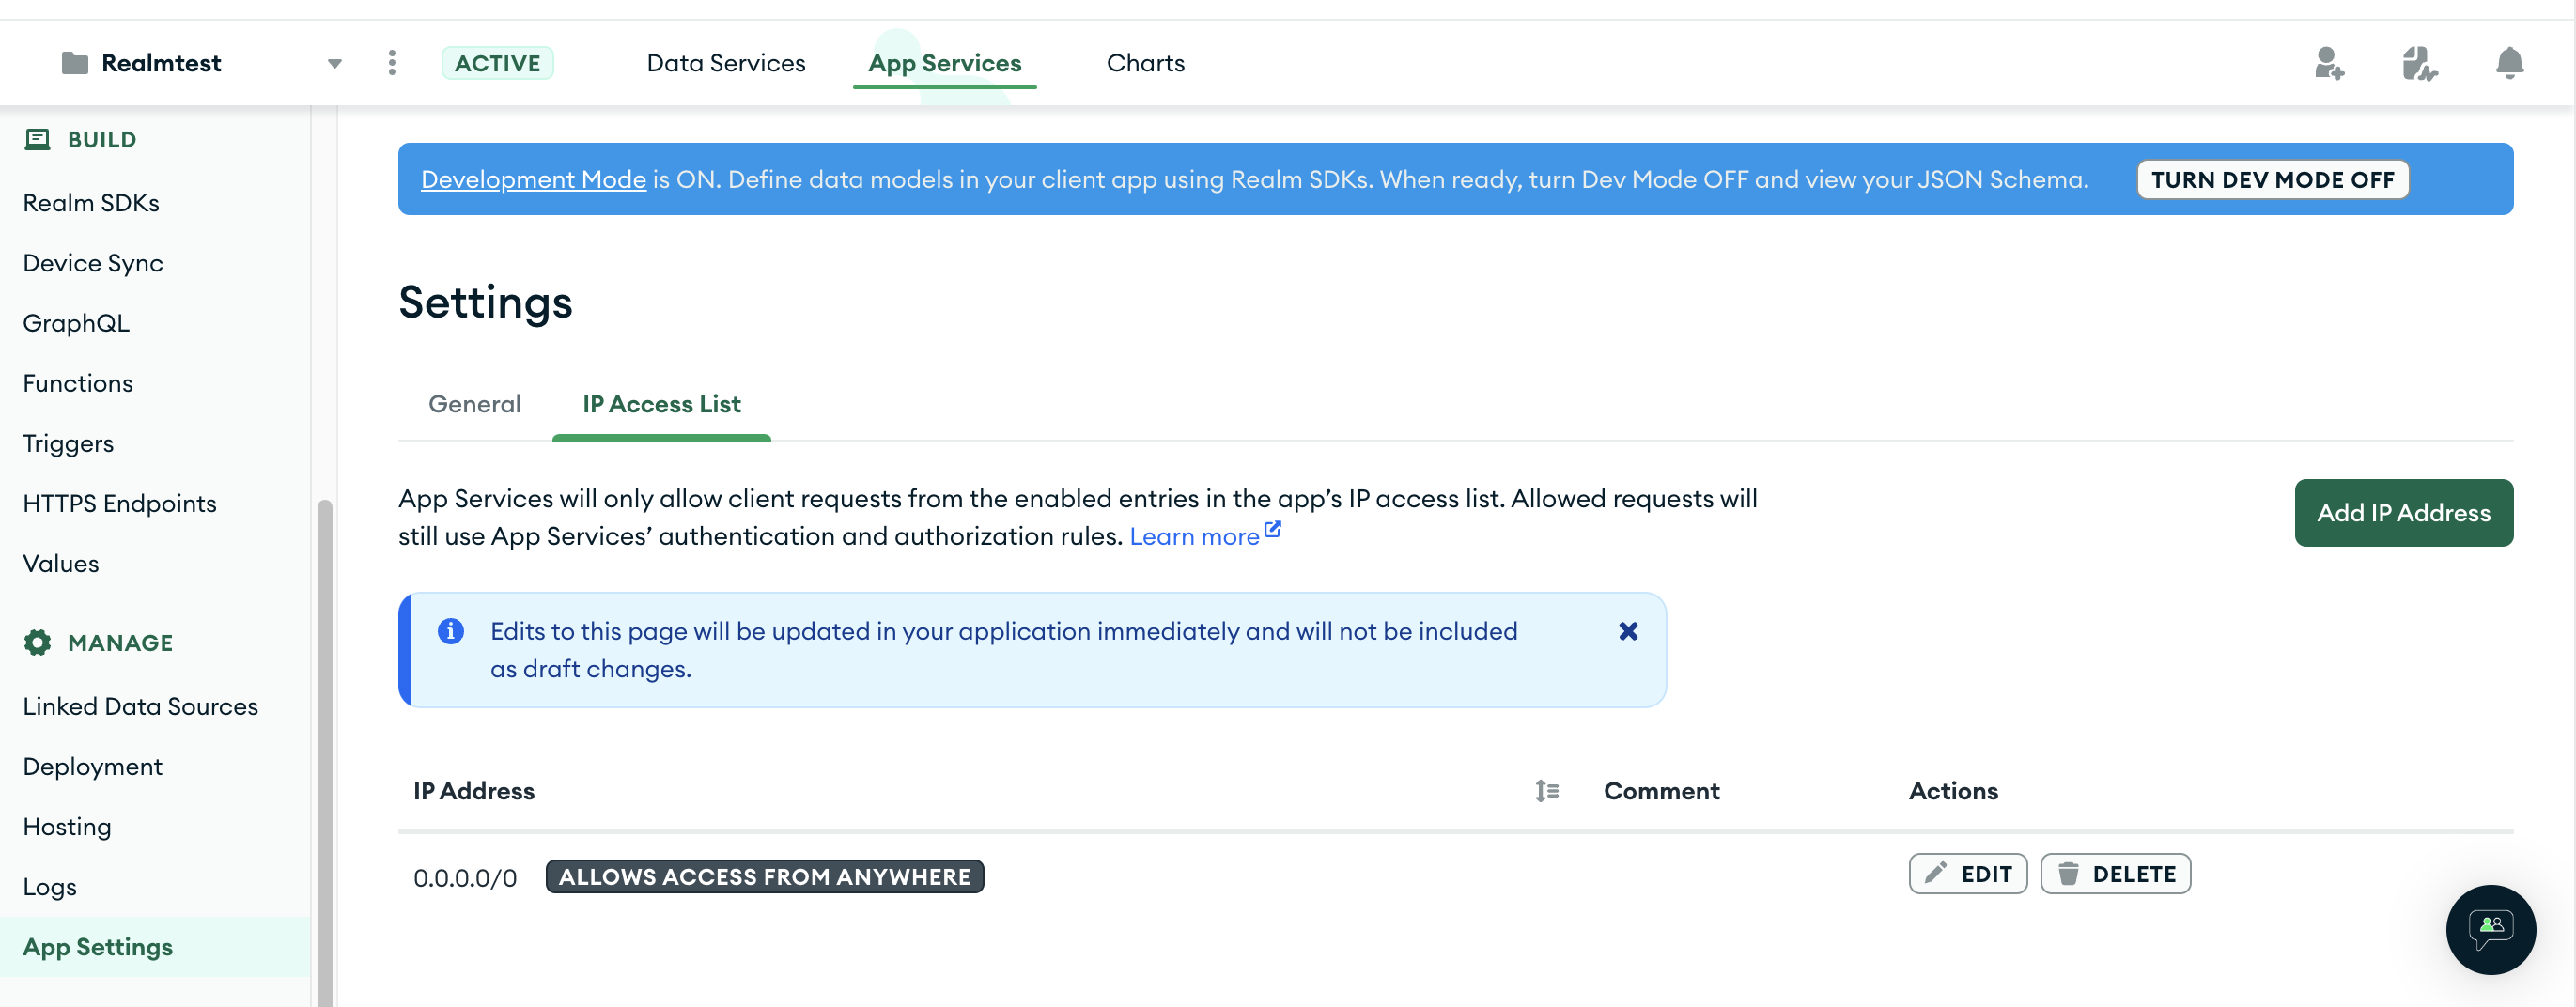 Realmtest
ACTIVE
Data Services
App Services
Charts
BUILD
Realm SDKs
Device Sync
GraphQL
Functions
Triggers
HTTPS Endpoints
Values
MANAGE
Linked Data Sources
Deployment
Hosting
Logs
App Settings
Development Mode is ON. Define data models in your client app using Realm SDKs. When ready, turn Dev Mode OFF and view your JSON Schema.
TURN DEV MODE OFF
Settings
General
IP Access List
App Services will only allow client requests from the enabled entries in the app’s IP access list. Allowed requests will
still use App Services’ authentication and authorization rules. Learn more
Add IP Address
Edits to this page will be updated in your application immediately and will not be included
as draft changes.
IP Address
Comment
Actions
0.0.0.0/0
ALLOWS ACCESS FROM ANYWHERE
EDIT
DELETE